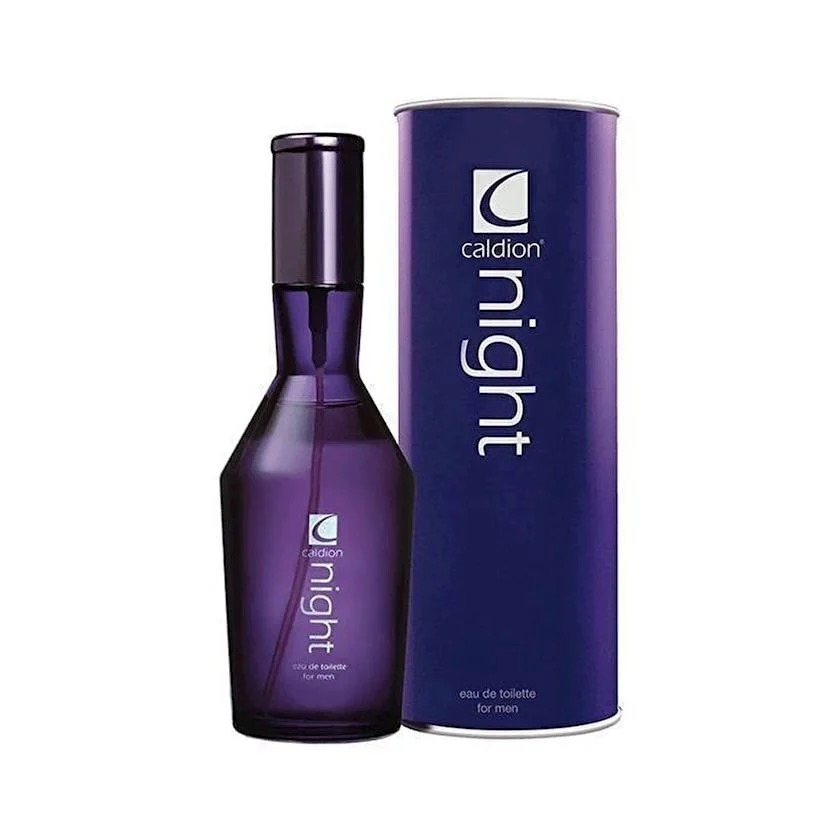 caldion
night
eau de toilette
for men
caldion®
night
eau de toilette
for men